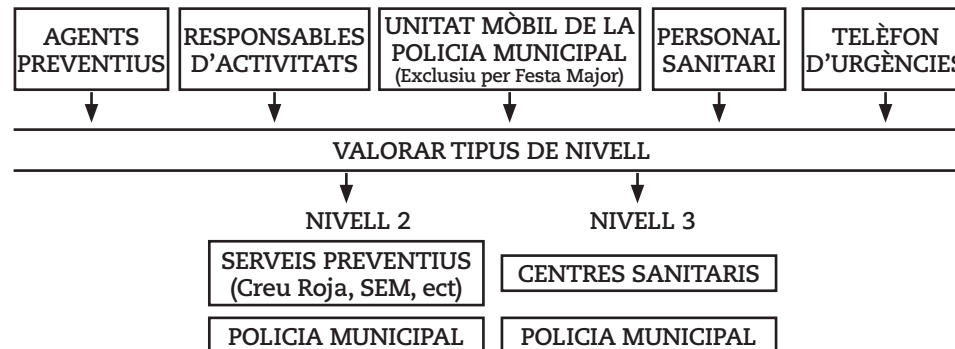 AGENTS
PREVENTIUS
RESPONSABLES
D'ACTIVITATS
UNITAT MÒBIL DE LA
POLICIA MUNICIPAL
(Exclusiu per Festa Major)
PERSONAL
SANITARI
TELÈFON
D'URGÈNCIES
VALORAR TIPUS DE NIVELL
NIVELL 2
NIVELL 3
SERVEIS PREVENTIUS
(Creu Roja, SEM, ect)
CENTRES SANITARIS
POLICIA MUNICIPAL
POLICIA MUNICIPAL